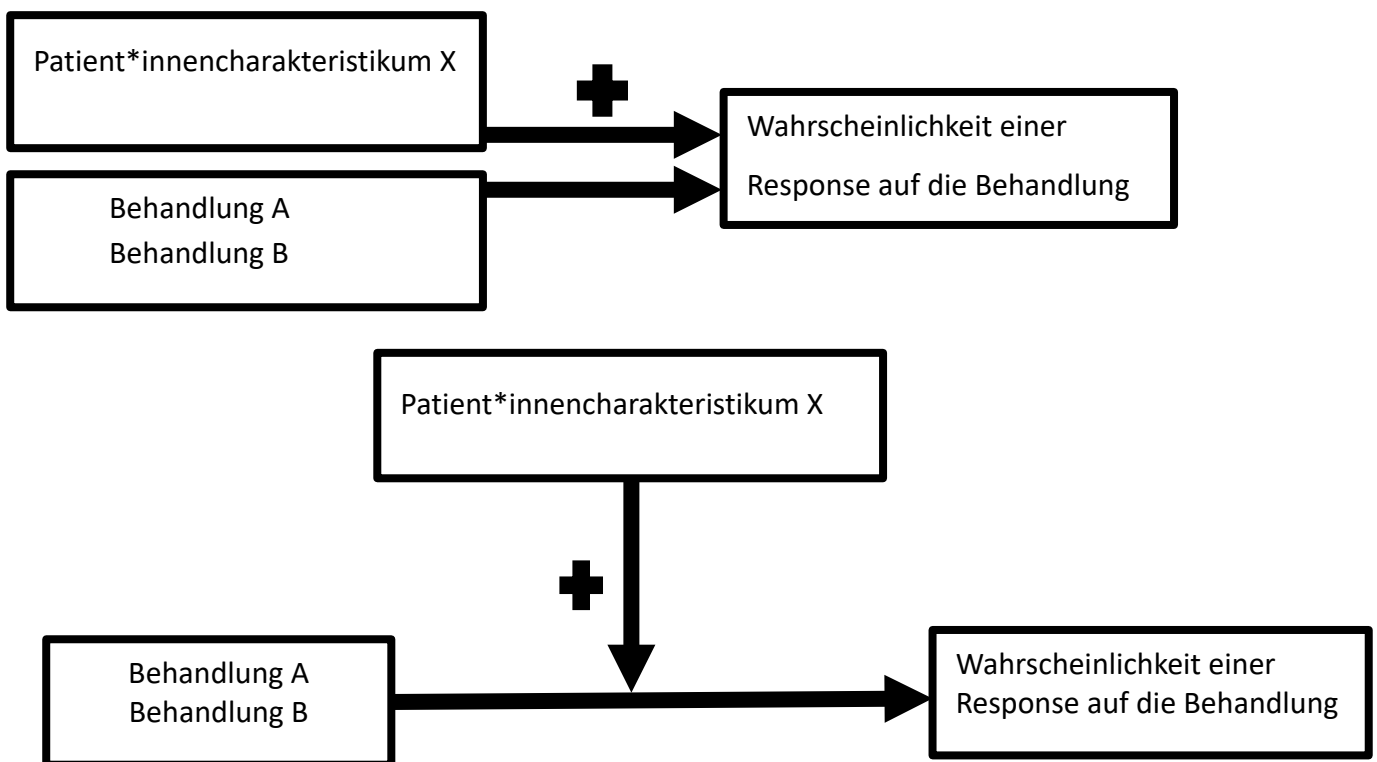 Patient*innencharakteristikum X
Wahrscheinlichkeit einer
Response auf die Behandlung
Behandlung A
Behandlung B
Patient*innencharakteristikum X
Behandlung A
Behandlung B
Wahrscheinlichkeit einer
Response auf die Behandlung